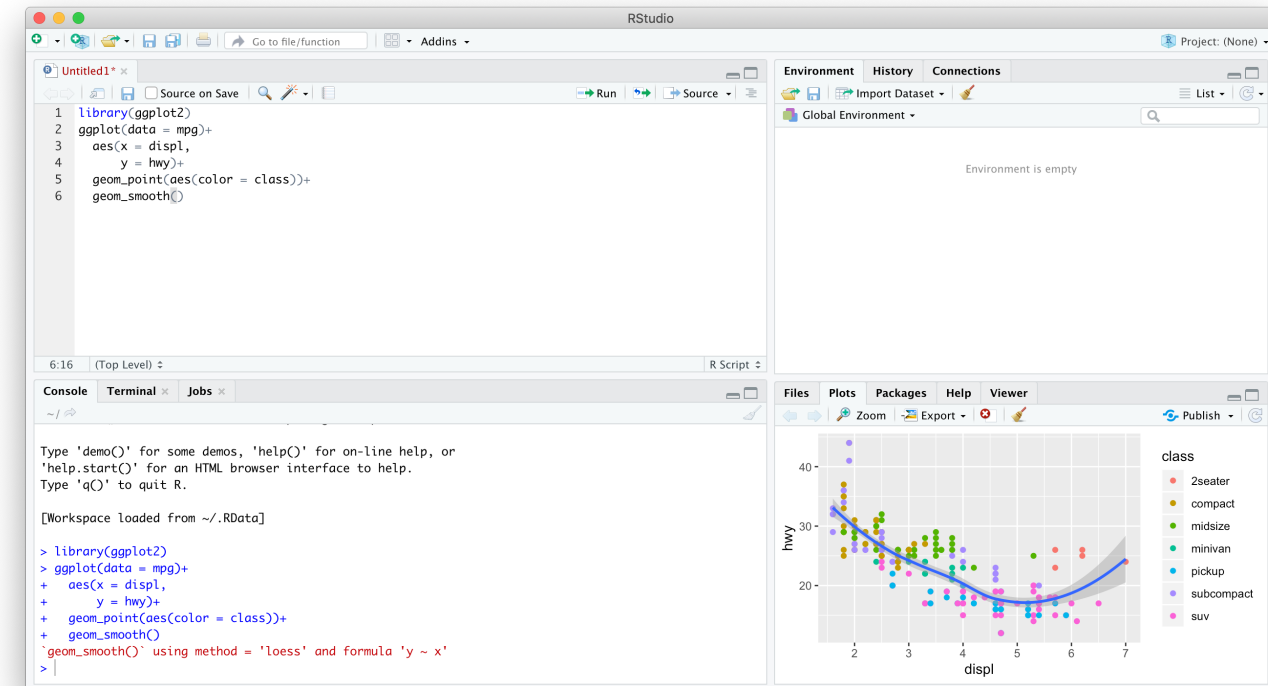 RStudio
Go to file/function
Addins
Project: (None)
Untitled1*
Source on Save
Run
Source
1 library(ggplot2)
2 ggplot(data = mpg)+
3   aes(x = displ,
4       y = hwy)+
5   geom_point(aes(color = class))+
6   geom_smooth()
6:16 (Top Level)
R Script
Environment History Connections
Import Dataset
List
Global Environment
Environment is empty
Console Terminal Jobs
~/
Type 'demo()' for some demos, 'help()' for on-line help, or
'help.start()' for an HTML browser interface to help.
Type 'q()' to quit R.
[Workspace loaded from ~/.RData]
> library(ggplot2)
> ggplot(data = mpg)+
+   aes(x = displ,
+       y = hwy)+
+   geom_point(aes(color = class))+
+   geom_smooth()
`geom_smooth()` using method = 'loess' and formula 'y ~ x'
>
Files Plots Packages Help Viewer
Zoom Export Publish
40
30
20
hwy
2 3 4 5 6 7
displ
class
2seater
compact
midsize
minivan
pickup
subcompact
suv